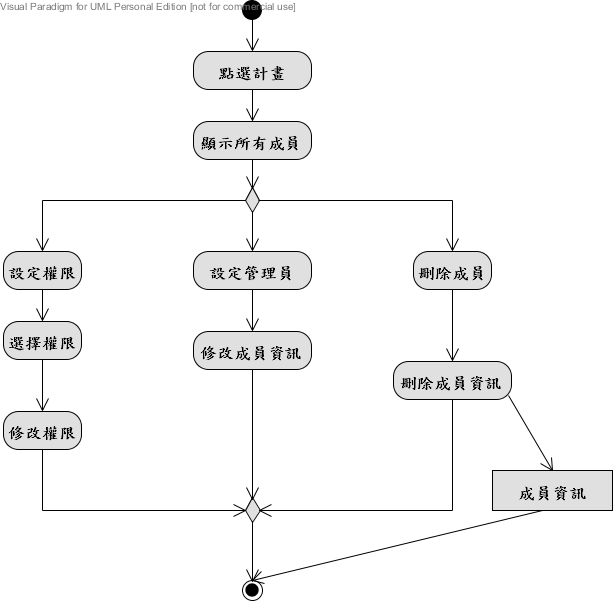 Visual Paradigm for UML Personal Edition [not for commercial use]
點選計畫
顯示所有成員
設定權限
設定管理員
刪除成員
選擇權限
修改成員資訊
刪除成員資訊
修改權限
成員資訊